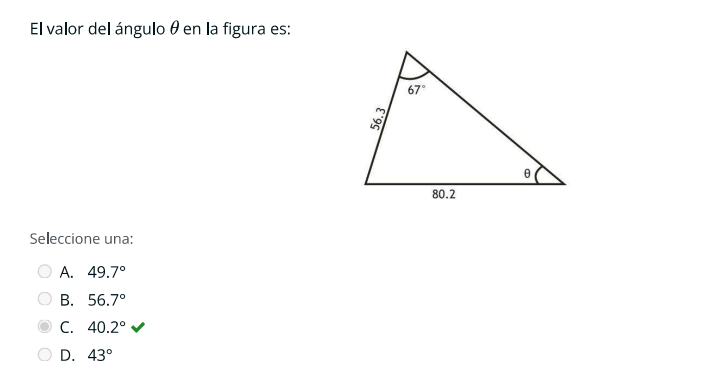 El valor del ángulo θ en la figura es:
67°
56.3
θ
80.2
Seleccione una:
A. 49.7°
B. 56.7°
C. 40.2° ✔
D. 43°